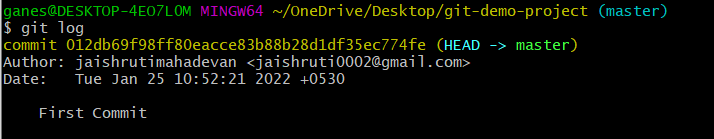 ganes@DESKTOP-4EO7L0M MINGW64 ~/OneDrive/Desktop/git-demo-project (master)
$ git log
commit 012db69f98ff80eacce83b88b28d1df35ec774fe (HEAD -> master)
Author: jaishrutimahadevan <jaishruti0002@gmail.com>
Date:   Tue Jan 25 10:52:21 2022 +0530
    First Commit